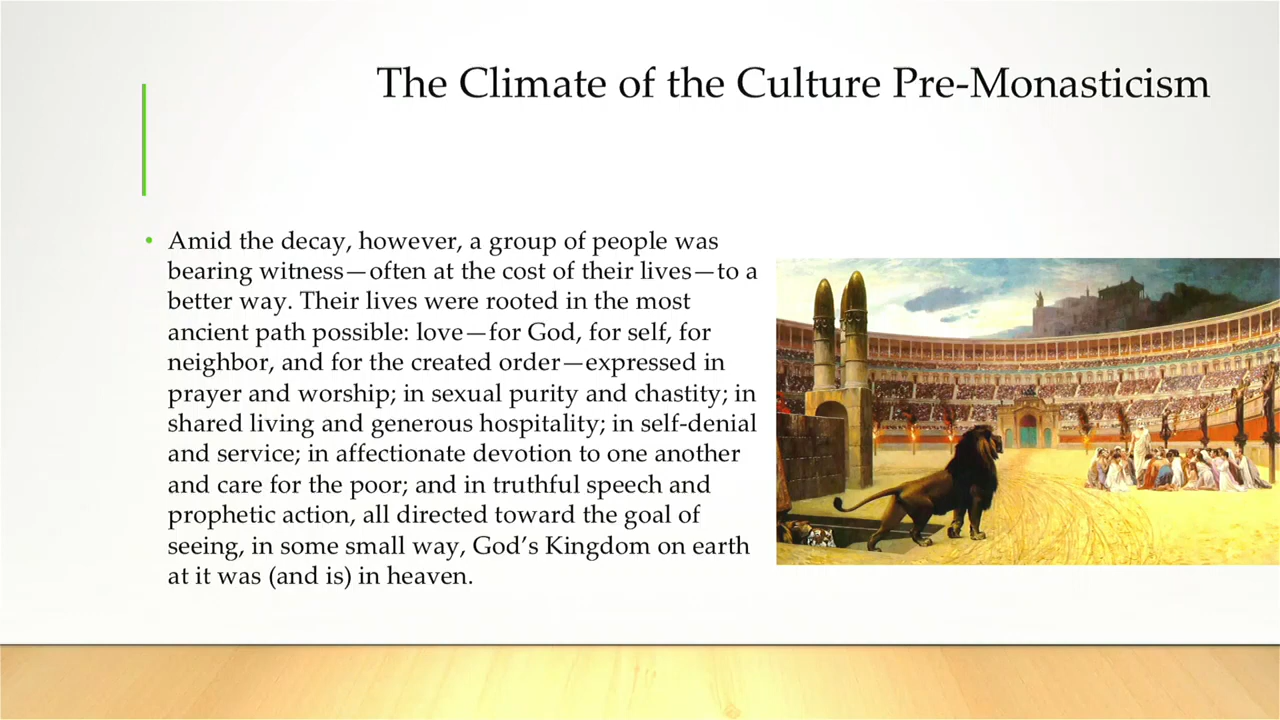 The Climate of the Culture Pre-Monasticism
• Amid the decay, however, a group of people was
bearing witness—often at the cost of their lives—to a
better way. Their lives were rooted in the most
ancient path possible: love—for God, for self, for
neighbor, and for the created order—expressed in
prayer and worship; in sexual purity and chastity; in
shared living and generous hospitality; in self-denial
and service; in affectionate devotion to one another
and care for the poor; and in truthful speech and
prophetic action, all directed toward the goal of
seeing, in some small way, God's Kingdom on earth
at it was (and is) in heaven.